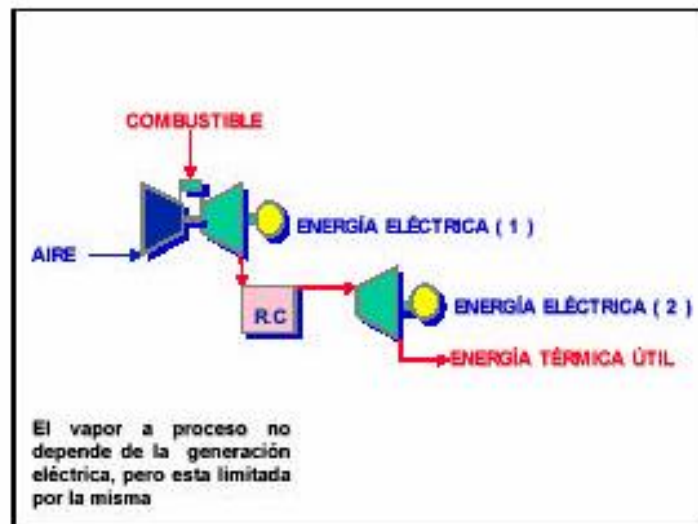 COMBUSTIBLE
ENERGÍA ELÉCTRICA ( 1 )
AIRE
R.C
ENERGÍA ELÉCTRICA ( 2 )
ENERGÍA TÉRMICA ÚTIL
El vapor a proceso no
depende de la generación
eléctrica, pero esta limitada
por la misma